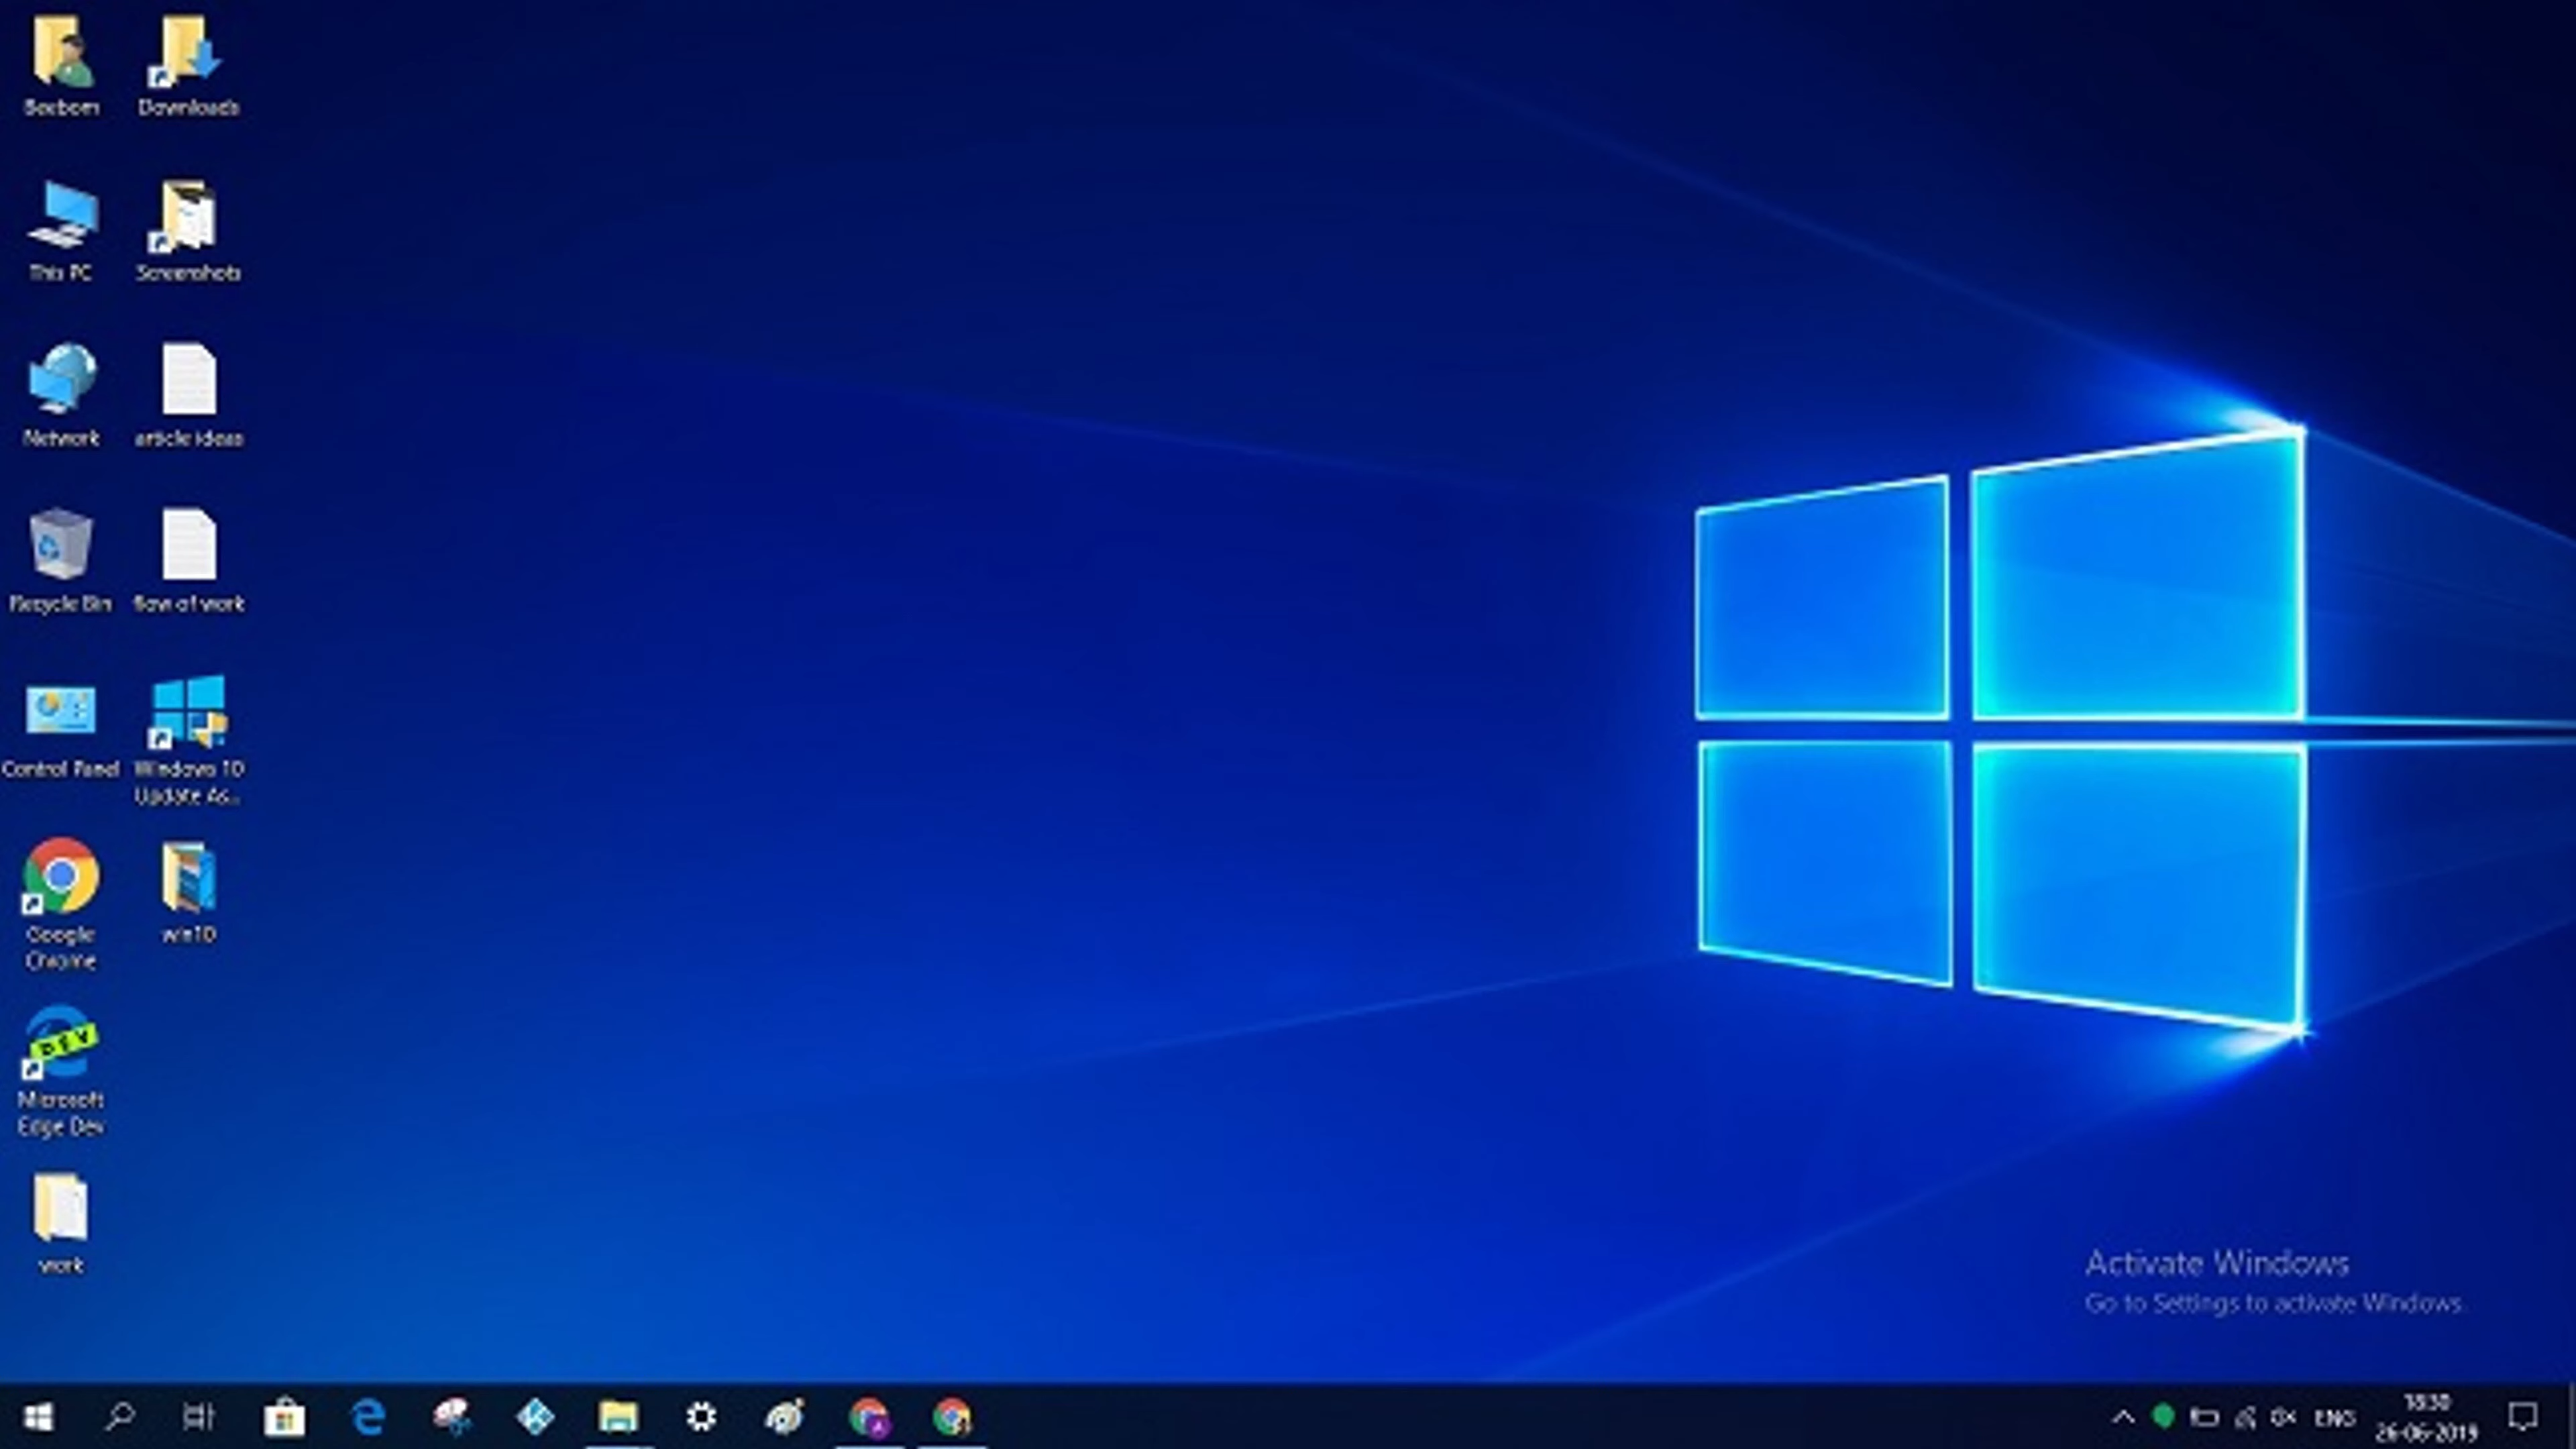 Beebom
Downloads
This PC
Screenshots
Network
article ideas
Recycle Bin
flow of work
Control Panel
Windows 10
Update As...
Google
Chrome
win10
DEV
Microsoft
Edge Dev
work
Activate Windows
Go to Settings to activate Windows.
ENG
18:30
26-06-2019